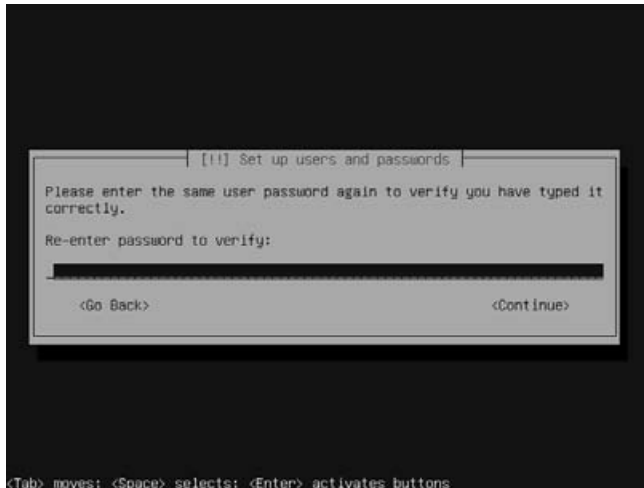 [!!] Set up users and passwords
Please enter the same user password again to verify you have typed it
correctly.
Re-enter password to verify:
<Go Back> <Continue>
<Tab> moves; <Space> selects; <Enter> activates buttons